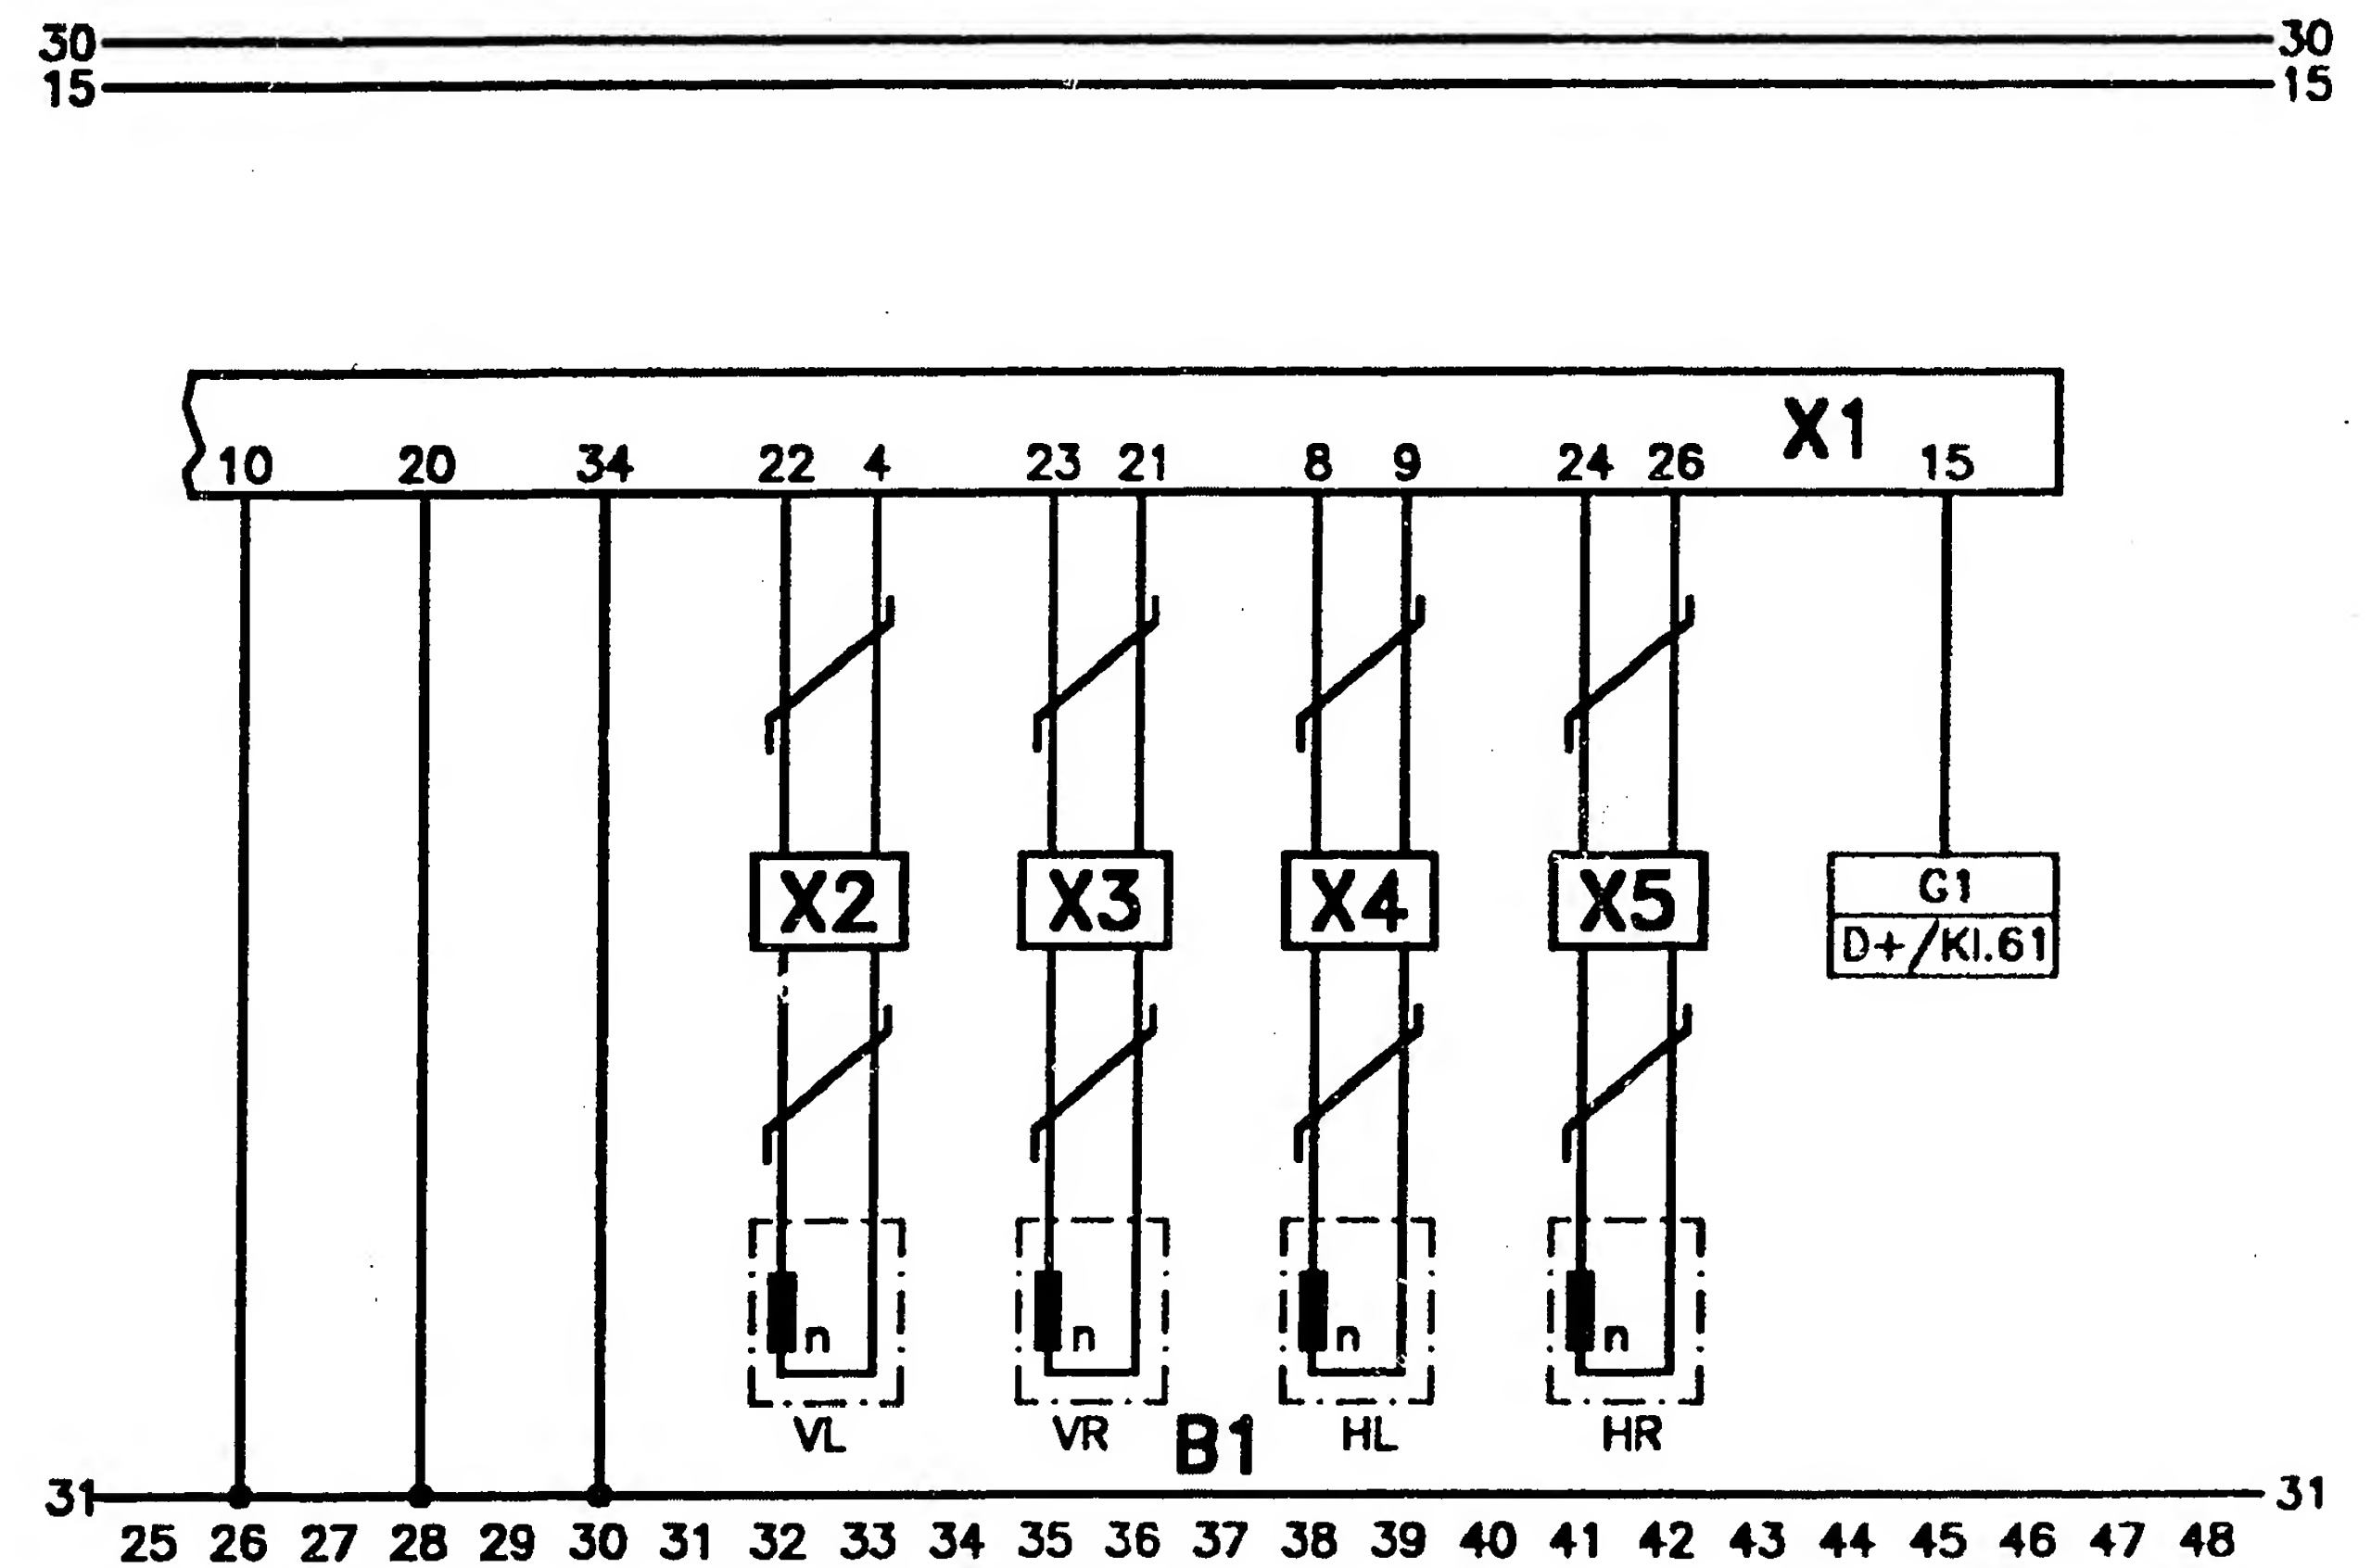 30 30
15 15
X1
10 20 34 22 4 23 21 8 9 24 26 15
X2 X3 X4 X5 G1
D+/Kl.61
n n n n
VL VR B1 HL HR
31 31
25 26 27 28 29 30 31 32 33 34 35 36 37 38 39 40 41 42 43 44 45 46 47 48